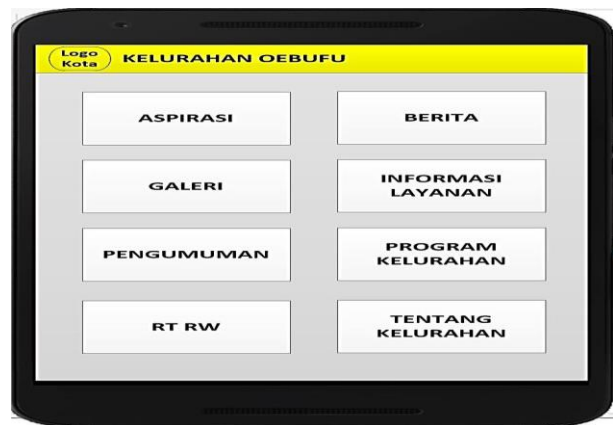 Logo
Kota
KELURAHAN OEBUFU
ASPIRASI
BERITA
GALERI
INFORMASI
LAYANAN
PENGUMUMAN
PROGRAM
KELURAHAN
RT RW
TENTANG
KELURAHAN